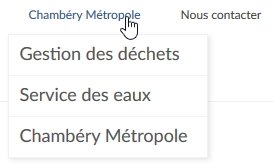 Chambéry Métropole Nous contacter
Gestion des déchets
Service des eaux
Chambéry Métropole